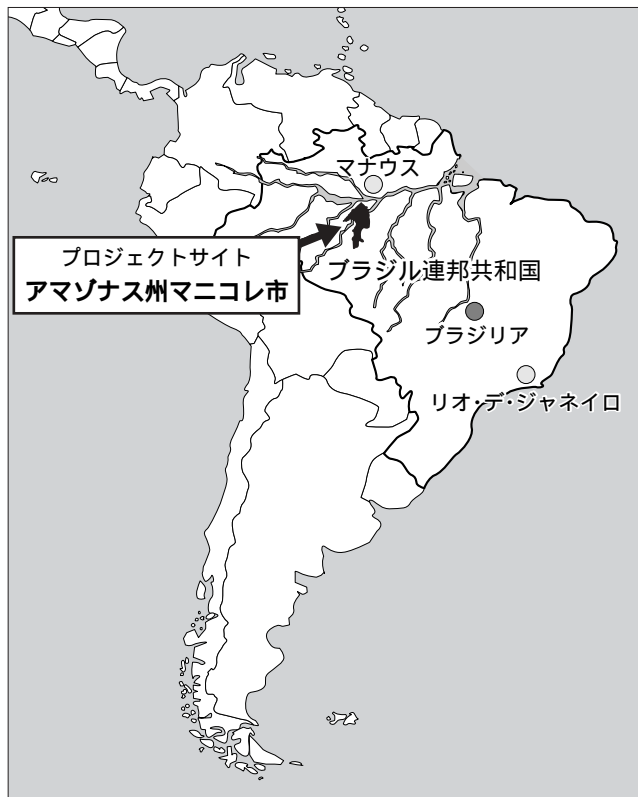 マナウス
プロジェクトサイト
アマゾナス州マニコレ市
ブラジル連邦共和国
ブラジリア
リオ・デ・ジャネイロ